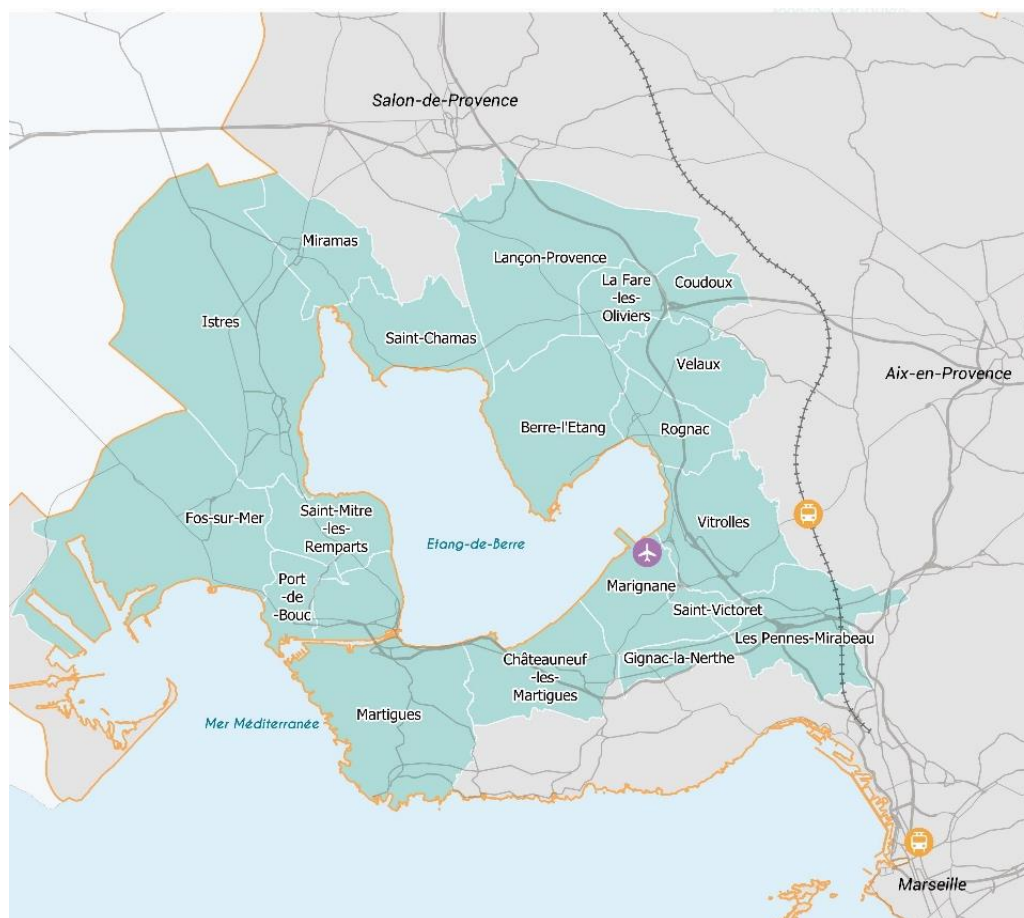 Salon-de-Provence
Miramas
Lançon-Provence
La Fare
-les-
Oliviers
Coudoux
Istres
Saint-Chamas
Velaux
Aix-en-Provence
Berre-l'Etang
Rognac
Fos-sur-Mer
Saint-Mitre
-les-
Remparts
Vitrolles
Etang-de-Berre
Port
-de
-Bouc
Marignane
Saint-Victoret
Les Pennes-Mirabeau
Châteauneuf
-les-
Martigues
Gignac-la-Nerthe
Martigues
Mer Méditerranée
Marseille